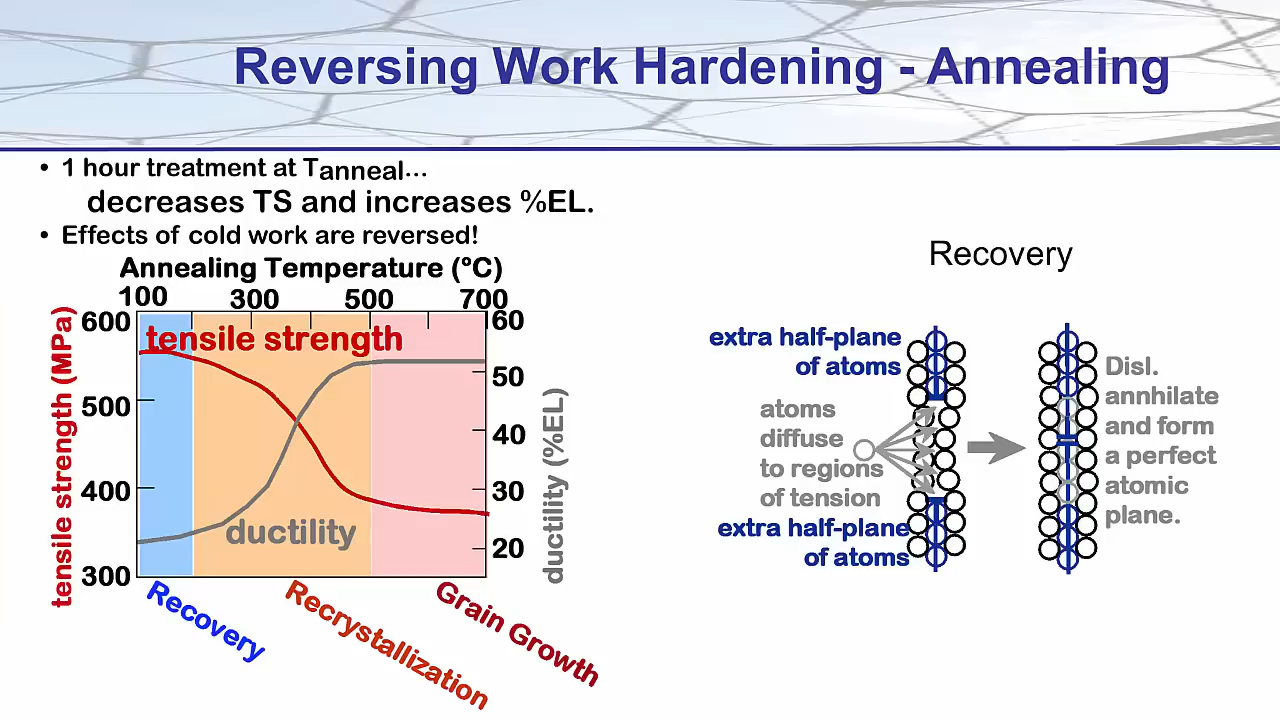 Reversing Work Hardening - Annealing
• 1 hour treatment at Tanneal...
decreases TS and increases %EL.
• Effects of cold work are reversed!
Annealing Temperature (ºC)
100 300 500 700
tensile strength (MPa)
600
500
400
300
tensile strength
ductility
60
50
40
30
20
ductility (%EL)
Recovery
Recrystallization
Grain Growth
Recovery
extra half-plane
of atoms
atoms
diffuse
to regions
of tension
extra half-plane
of atoms
Disl.
annhilate
and form
a perfect
atomic
plane.